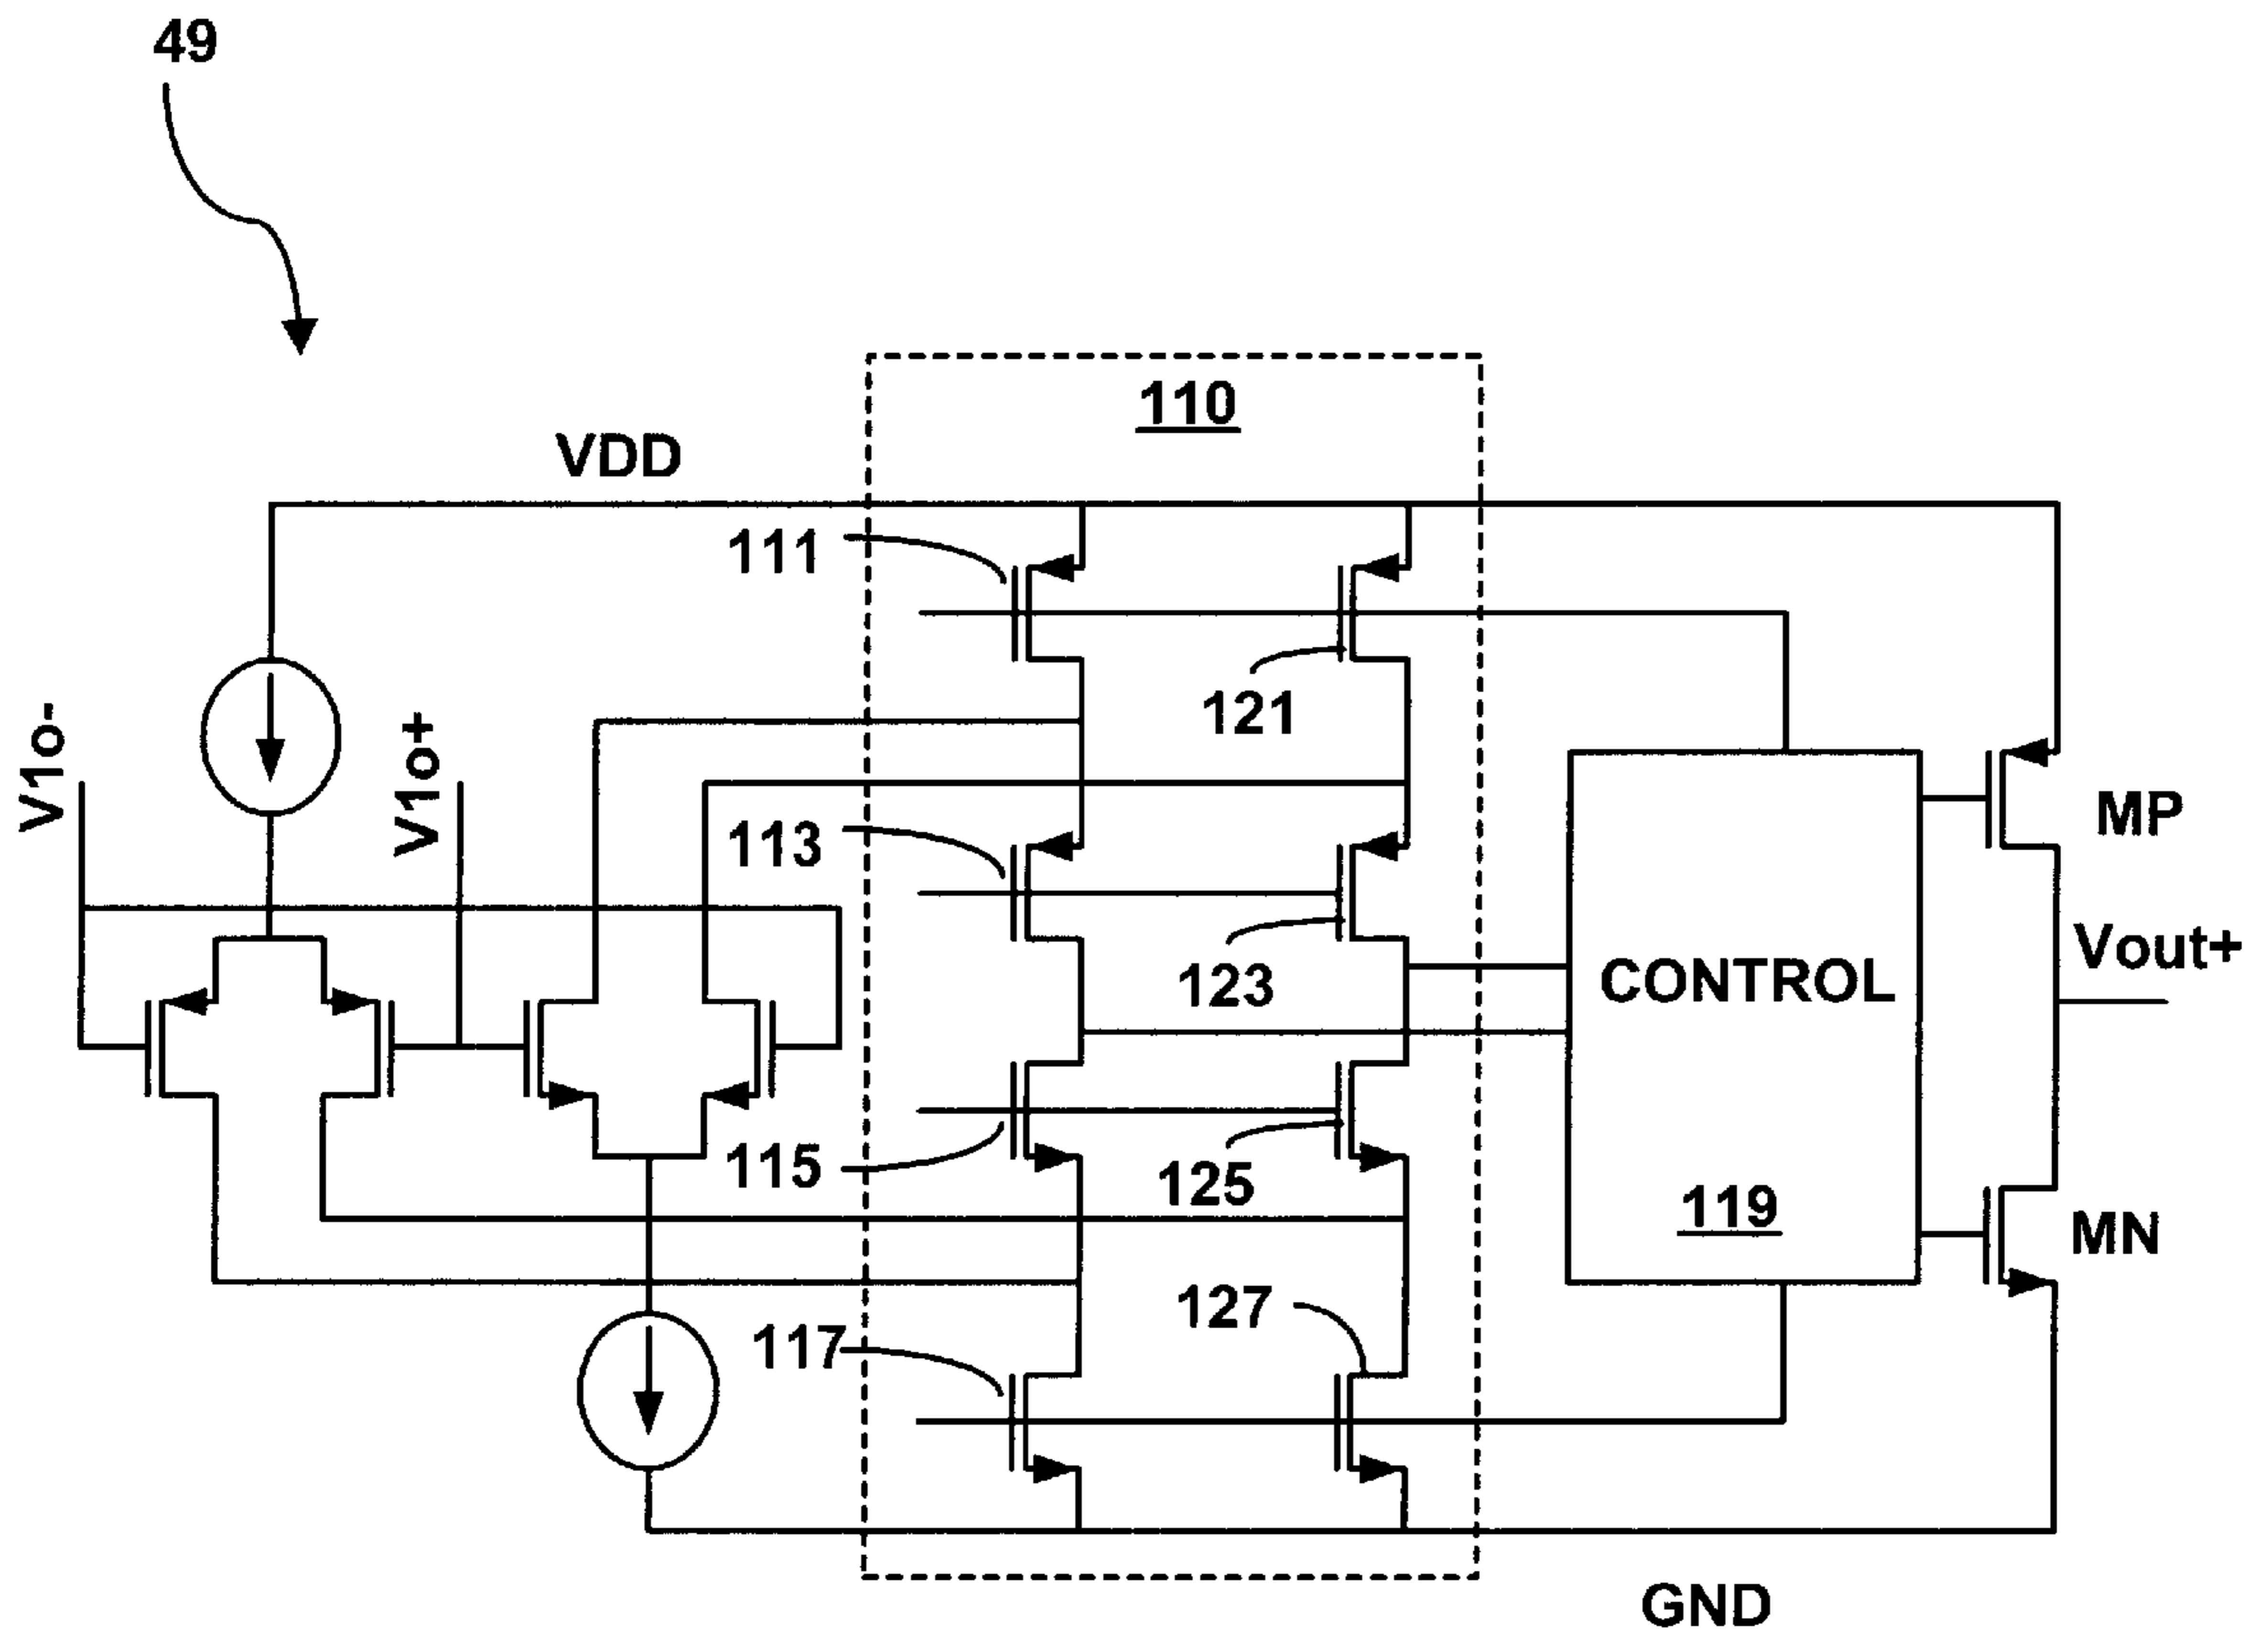 49
110
VDD
111
121
V1o-
V1o+
113
MP
123
CONTROL
Vout+
115
125
119
MN
127
117
GND